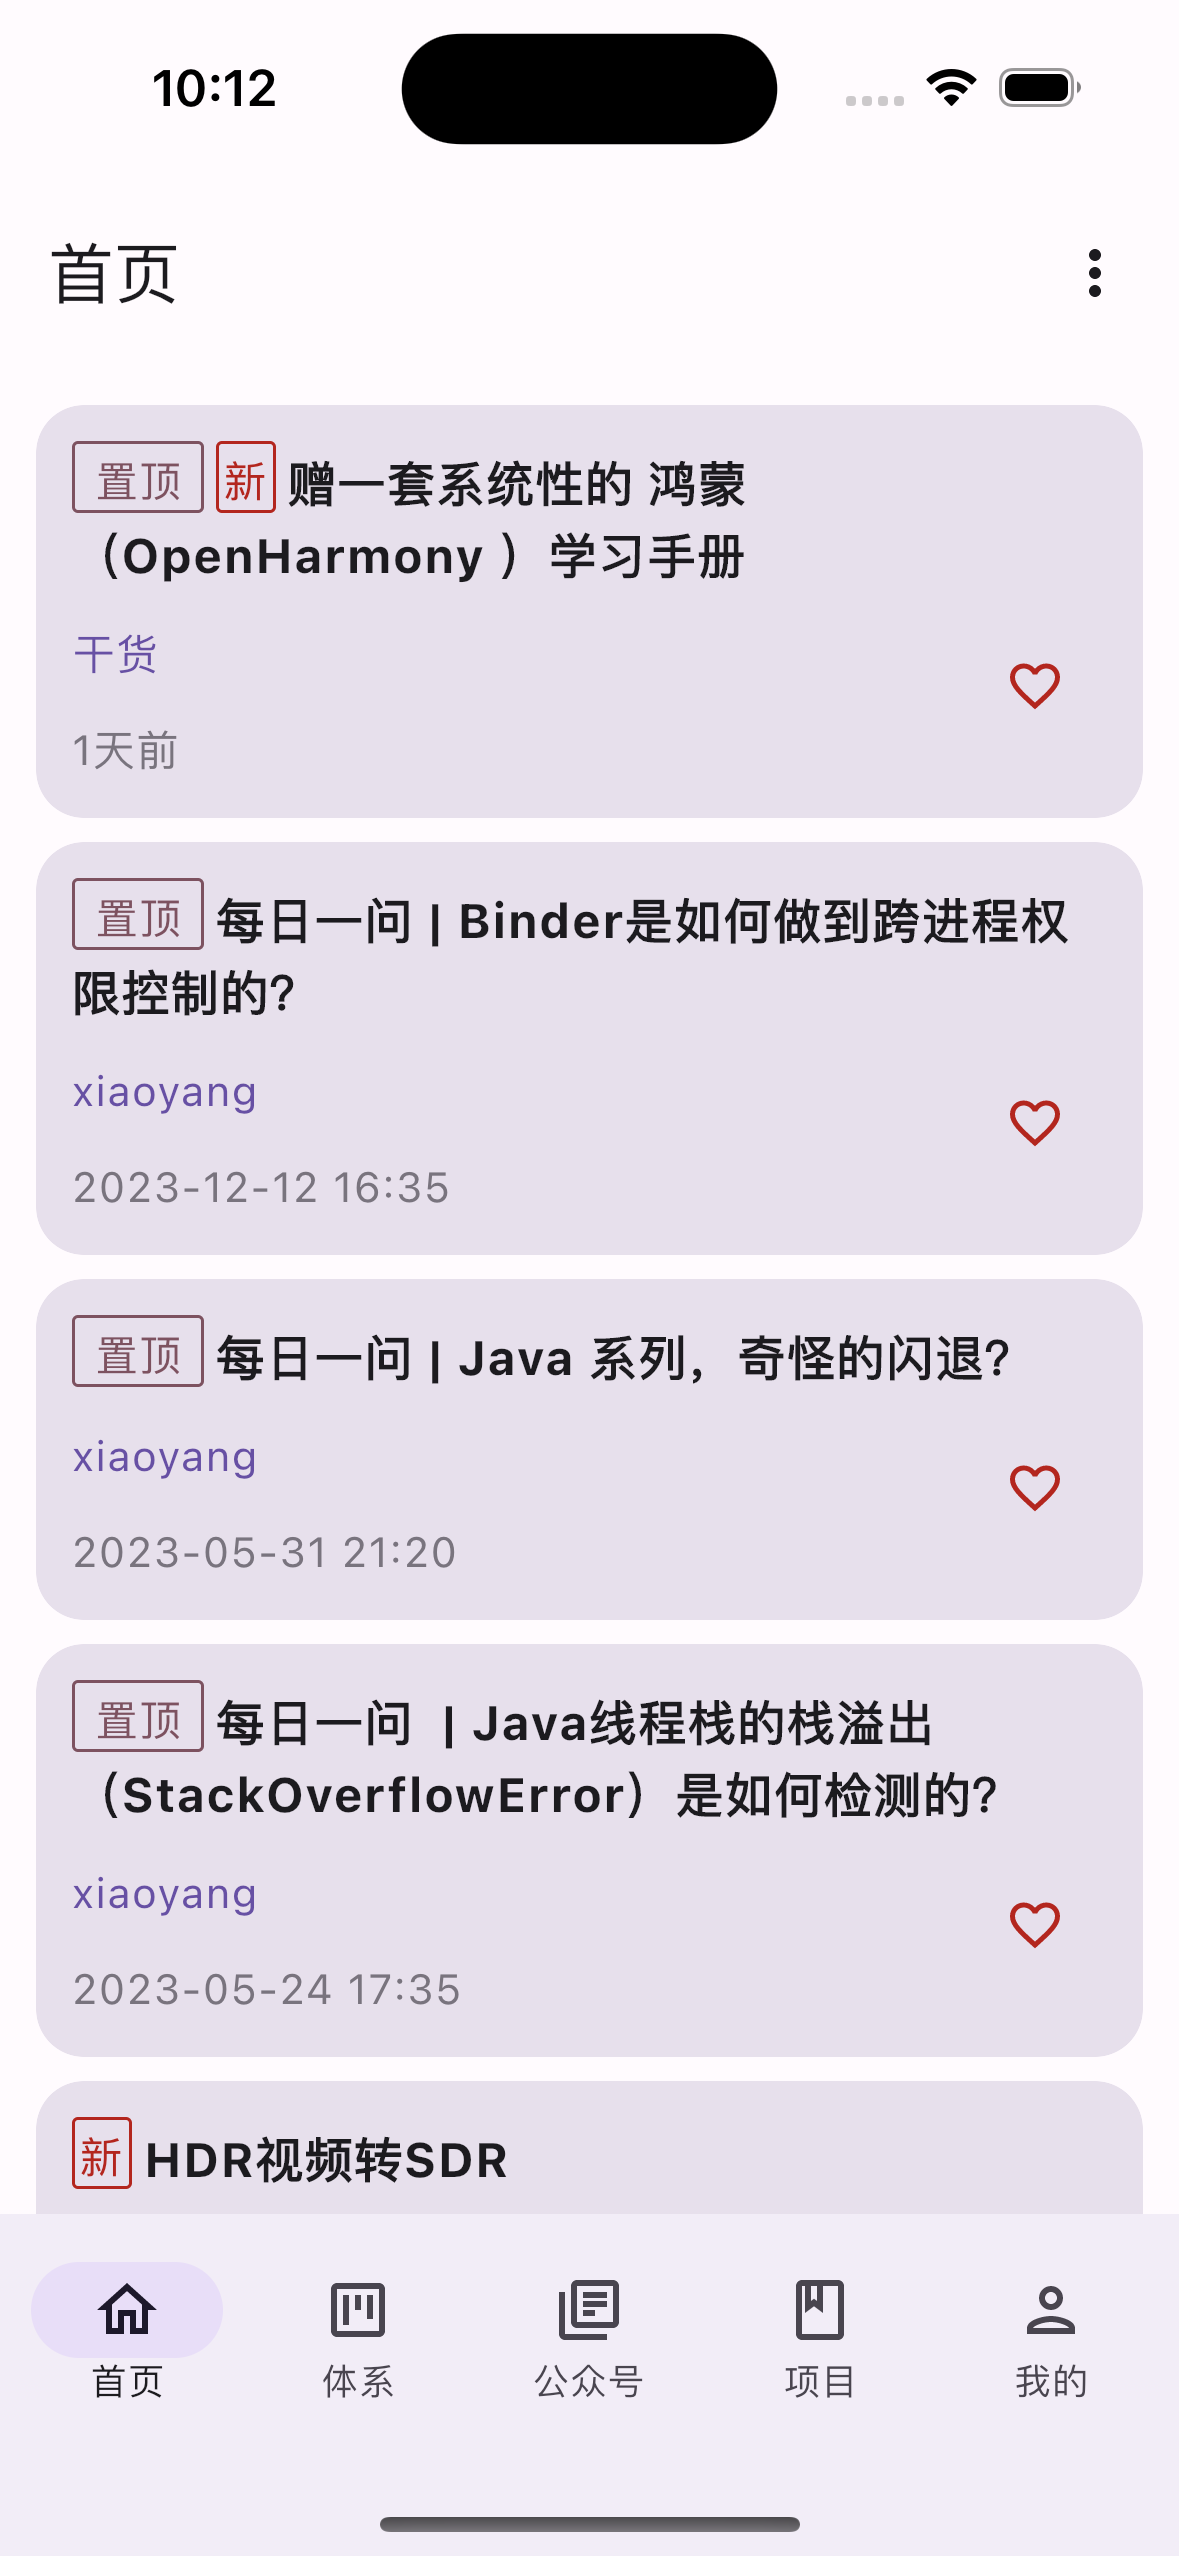 10:12
首页
置顶 新 赠一套系统性的 鸿蒙
（OpenHarmony ）学习手册
干货
1天前
置顶 每日一问 | Binder是如何做到跨进程权
限控制的?
xiaoyang
2023-12-12 16:35
置顶 每日一问 | Java 系列，奇怪的闪退?
xiaoyang
2023-05-31 21:20
置顶 每日一问  | Java线程栈的栈溢出
（StackOverflowError）是如何检测的?
xiaoyang
2023-05-24 17:35
新 HDR视频转SDR
首页 体系 公众号 项目 我的